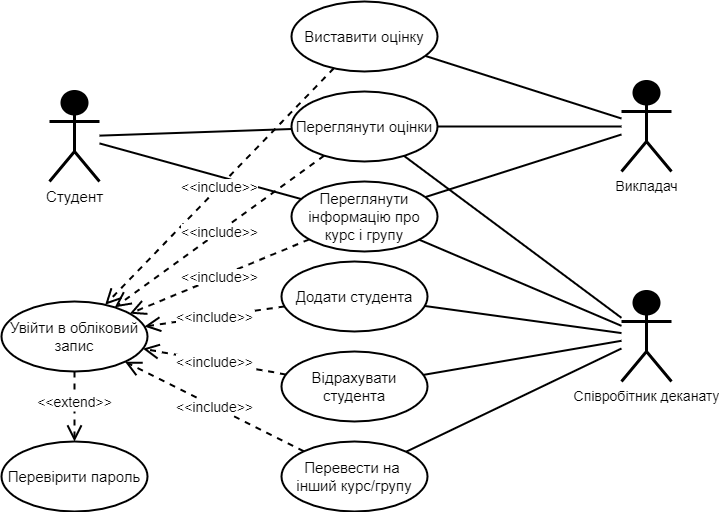 Виставити оцінку
Переглянути оцінки
<<include>>
Студент
Викладач
Переглянути
інформацію про
курс і групу
<<include>>
<<include>>
Додати студента
<<include>>
Увійти в обліковий
запис
<<include>>
Відрахувати
студента
Співробітник деканату
<<extend>>
<<include>>
Перевірити пароль
Перевести на
інший курс/групу